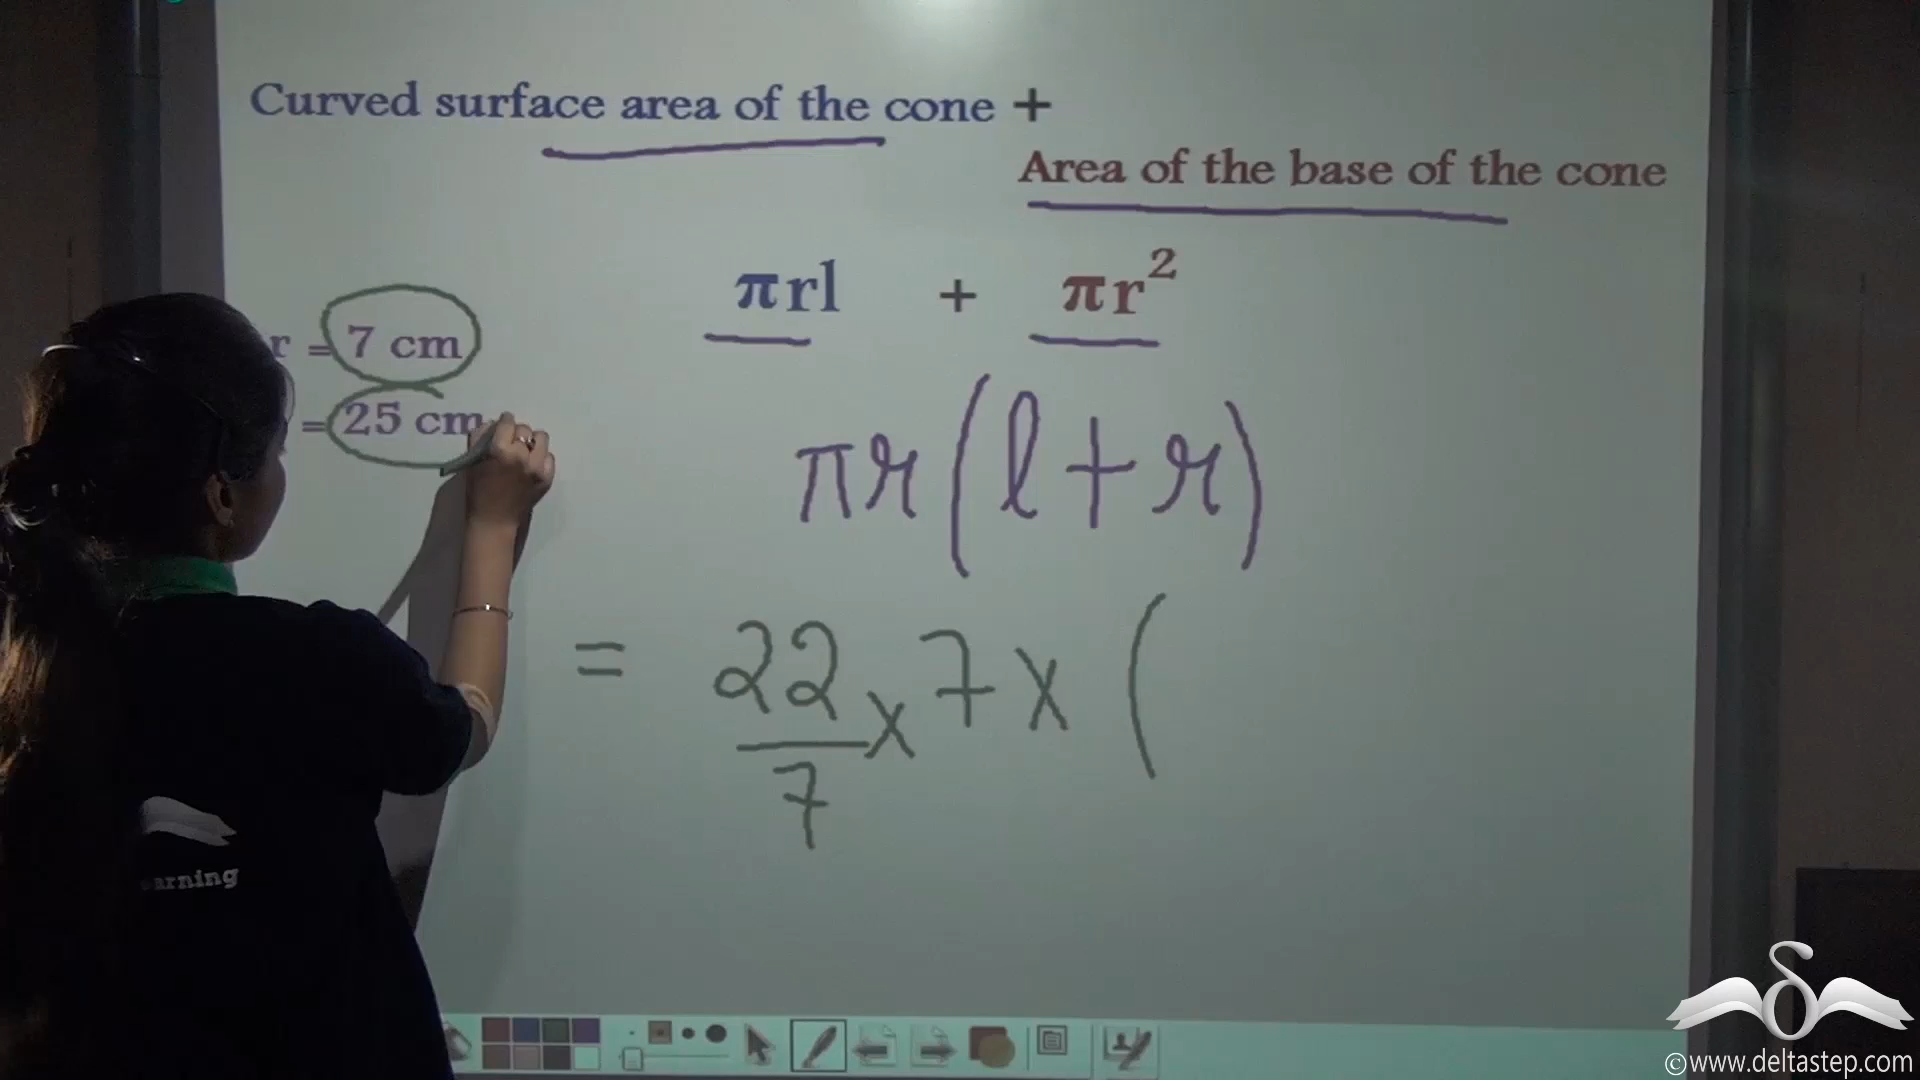 Curved surface area of the cone +
Area of the base of the cone
πrl + πr²
r = 7 cm
= 25 cm
πr(l+r)
= 22/7 x 7 x (
©www.deltastep.com